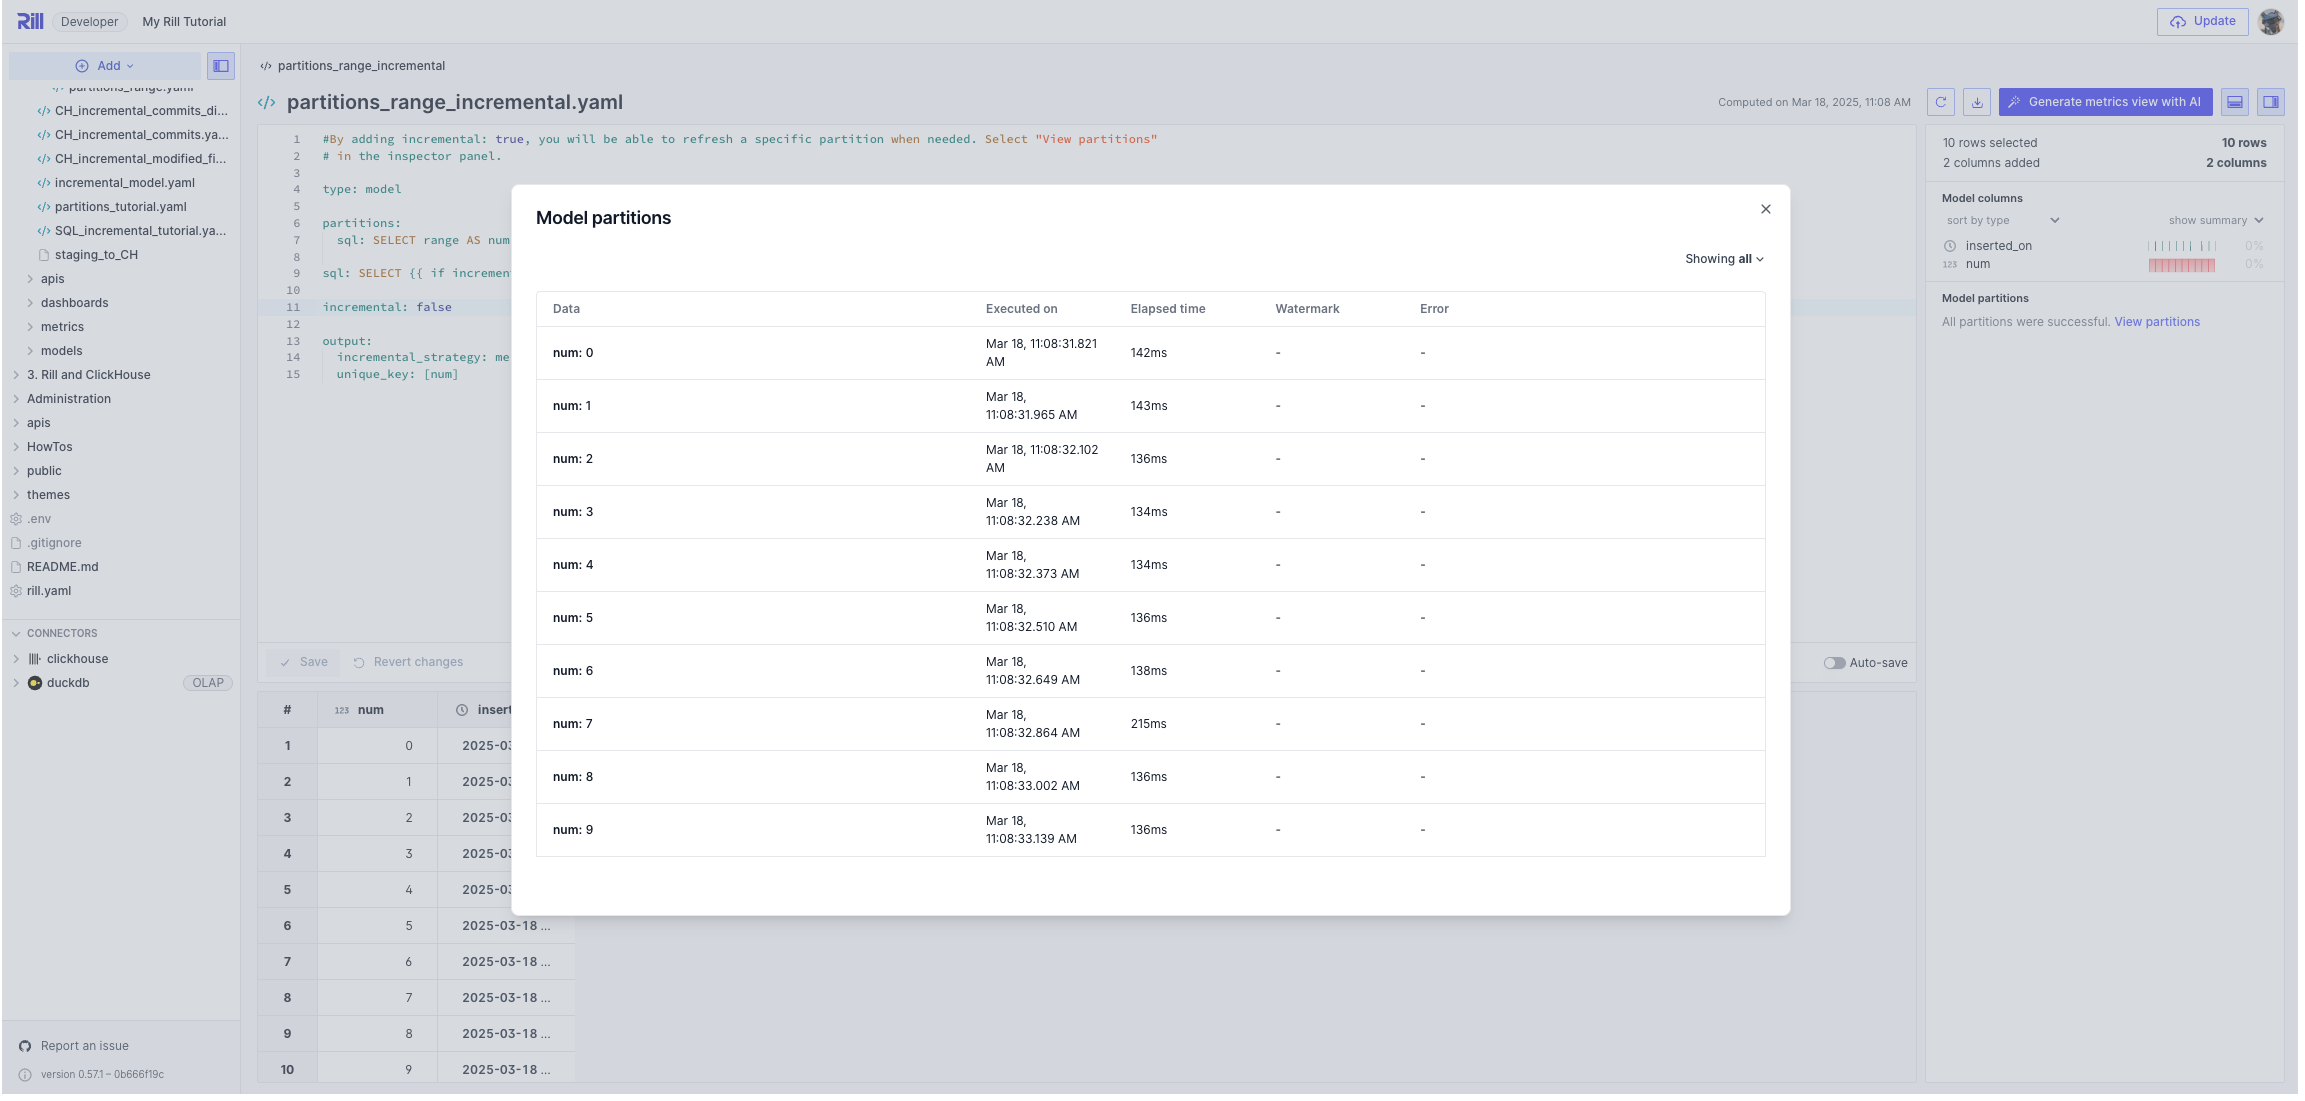 Rill Developer My Rill Tutorial Update
Add
partitions_range_incremental
partitions_range.yaml
CH_incremental_commits_di...
CH_incremental_commits.ya...
CH_incremental_modified_fi...
incremental_model.yaml
partitions_tutorial.yaml
SQL_incremental_tutorial.ya...
staging_to_CH
apis
dashboards
metrics
models
3. Rill and ClickHouse
Administration
apis
HowTos
public
themes
.env
.gitignore
README.md
rill.yaml
CONNECTORS
clickhouse
duckdb OLAP
Report an issue
version 0.57.1 – 0b666f19c
partitions_range_incremental.yaml
Computed on Mar 18, 2025, 11:08 AM
Generate metrics view with AI
1 #By adding incremental: true, you will be able to refresh a specific partition when needed. Select "View partitions"
2 # in the inspector panel.
3
4 type: model
5
6 partitions:
7 sql: SELECT range AS num
8
9 sql: SELECT {{ if increment
10
11 incremental: false
12
13 output:
14 incremental_strategy: me
15 unique_key: [num]
Save Revert changes
Auto-save
# 123 num insert
1 0 2025-03
2 1 2025-03
3 2 2025-03
4 3 2025-03
5 4 2025-03
6 5 2025-03-18 ...
7 6 2025-03-18 ...
8 7 2025-03-18 ...
9 8 2025-03-18 ...
10 9 2025-03-18 ...
Model partitions
Showing all
Data Executed on Elapsed time Watermark Error
num: 0 Mar 18, 11:08:31.821 AM 142ms - -
num: 1 Mar 18, 11:08:31.965 AM 143ms - -
num: 2 Mar 18, 11:08:32.102 AM 136ms - -
num: 3 Mar 18, 11:08:32.238 AM 134ms - -
num: 4 Mar 18, 11:08:32.373 AM 134ms - -
num: 5 Mar 18, 11:08:32.510 AM 136ms - -
num: 6 Mar 18, 11:08:32.649 AM 138ms - -
num: 7 Mar 18, 11:08:32.864 AM 215ms - -
num: 8 Mar 18, 11:08:33.002 AM 136ms - -
num: 9 Mar 18, 11:08:33.139 AM 136ms - -
10 rows selected 10 rows
2 columns added 2 columns
Model columns
sort by type show summary
inserted_on 0%
123 num 0%
Model partitions
All partitions were successful. View partitions